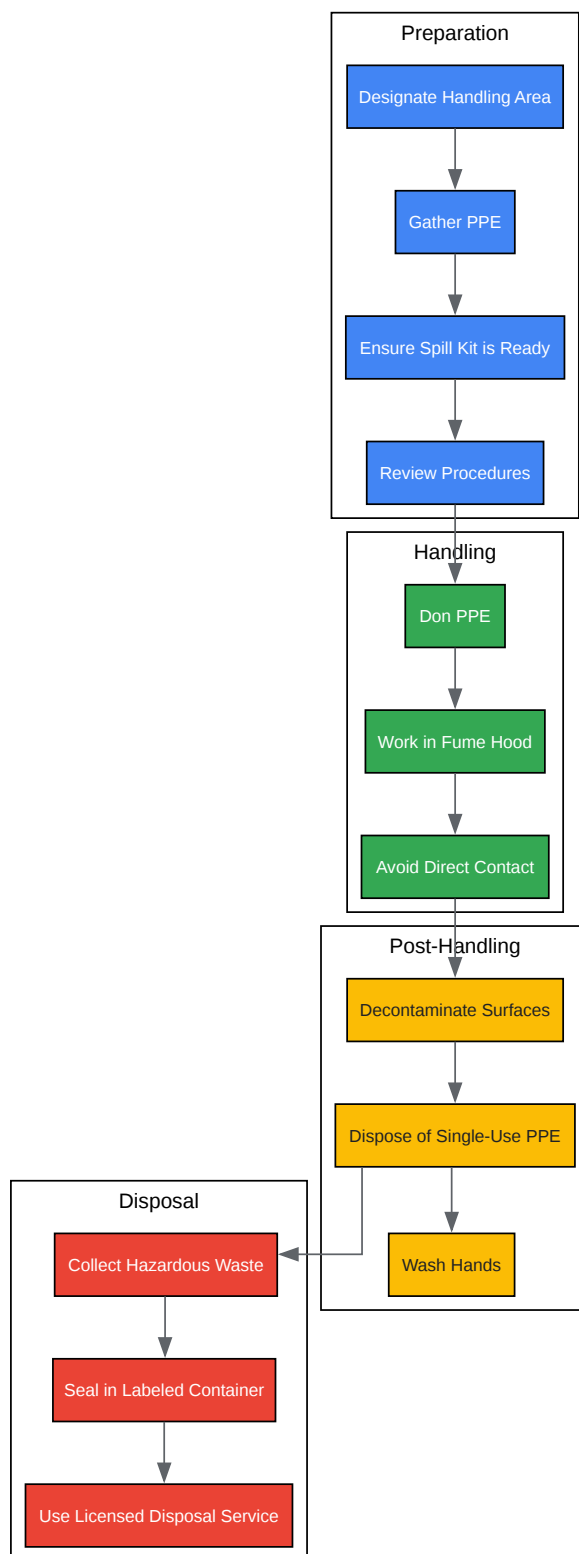 Preparation
Designate Handling Area
Gather PPE
Ensure Spill Kit is Ready
Review Procedures
Handling
Don PPE
Work in Fume Hood
Avoid Direct Contact
Post-Handling
Decontaminate Surfaces
Dispose of Single-Use PPE
Wash Hands
Disposal
Collect Hazardous Waste
Seal in Labeled Container
Use Licensed Disposal Service